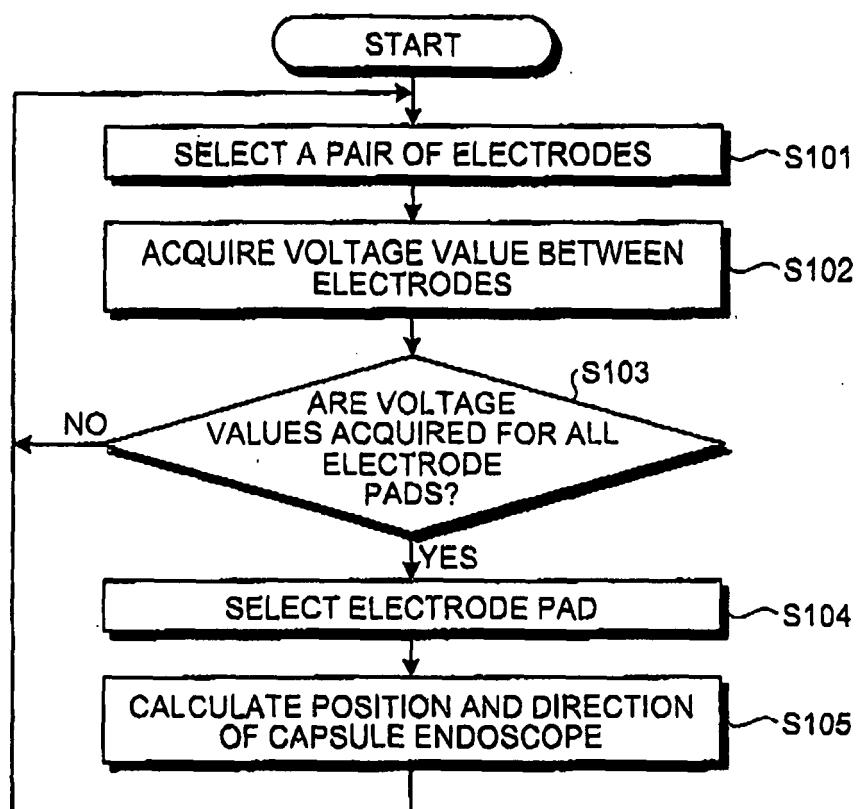 START
SELECT A PAIR OF ELECTRODES
S101
ACQUIRE VOLTAGE VALUE BETWEEN
ELECTRODES
S102
S103
ARE VOLTAGE
VALUES ACQUIRED FOR ALL
ELECTRODE
PADS?
NO
YES
SELECT ELECTRODE PAD
S104
CALCULATE POSITION AND DIRECTION
OF CAPSULE ENDOSCOPE
S105